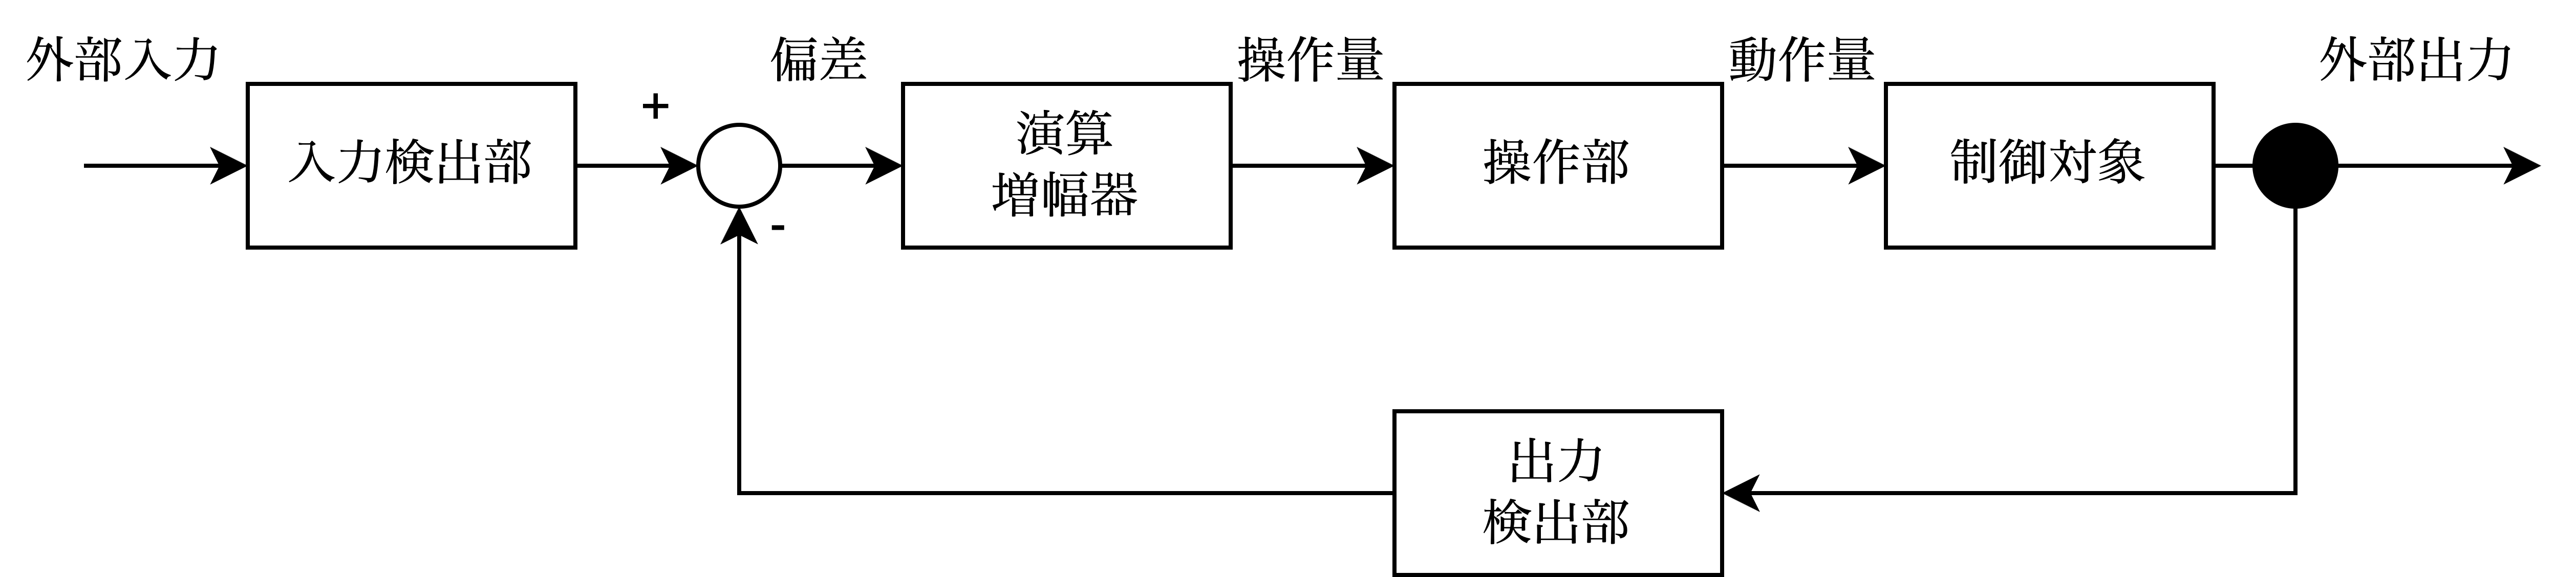 外部入力
偏差
操作量
動作量
外部出力
入力検出部
+
-
演算
増幅器
操作部
制御対象
出力
検出部